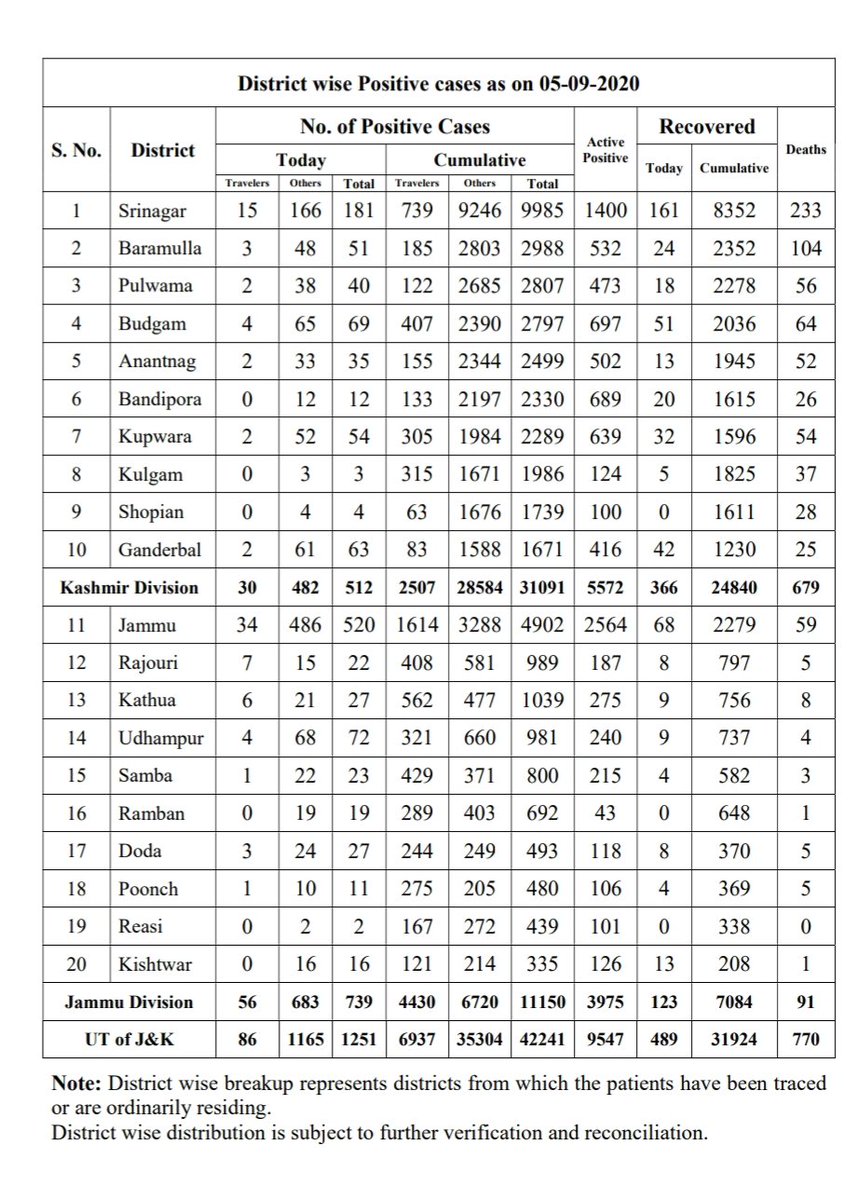 District wise Positive cases as on 05-09-2020
S. No. District No. of Positive Cases Active Positive Recovered Deaths
Today Cumulative Today Cumulative
Travelers Others Total Travelers Others Total
1 Srinagar 15 166 181 739 9246 9985 1400 161 8352 233
2 Baramulla 3 48 51 185 2803 2988 532 24 2352 104
3 Pulwama 2 38 40 122 2685 2807 473 18 2278 56
4 Budgam 4 65 69 407 2390 2797 697 51 2036 64
5 Anantnag 2 33 35 155 2344 2499 502 13 1945 52
6 Bandipora 0 12 12 133 2197 2330 689 20 1615 26
7 Kupwara 2 52 54 305 1984 2289 639 32 1596 54
8 Kulgam 0 3 3 315 1671 1986 124 5 1825 37
9 Shopian 0 4 4 63 1676 1739 100 0 1611 28
10 Ganderbal 2 61 63 83 1588 1671 416 42 1230 25
Kashmir Division 30 482 512 2507 28584 31091 5572 366 24840 679
11 Jammu 34 486 520 1614 3288 4902 2564 68 2279 59
12 Rajouri 7 15 22 408 581 989 187 8 797 5
13 Kathua 6 21 27 562 477 1039 275 9 756 8
14 Udhampur 4 68 72 321 660 981 240 9 737 4
15 Samba 1 22 23 429 371 800 215 4 582 3
16 Ramban 0 19 19 289 403 692 43 0 648 1
17 Doda 3 24 27 244 249 493 118 8 370 5
18 Poonch 1 10 11 275 205 480 106 4 369 5
19 Reasi 0 2 2 167 272 439 101 0 338 0
20 Kishtwar 0 16 16 121 214 335 126 13 208 1
Jammu Division 56 683 739 4430 6720 11150 3975 123 7084 91
UT of J&K 86 1165 1251 6937 35304 42241 9547 489 31924 770
Note: District wise breakup represents districts from which the patients have been traced
or are ordinarily residing.
District wise distribution is subject to further verification and reconciliation.